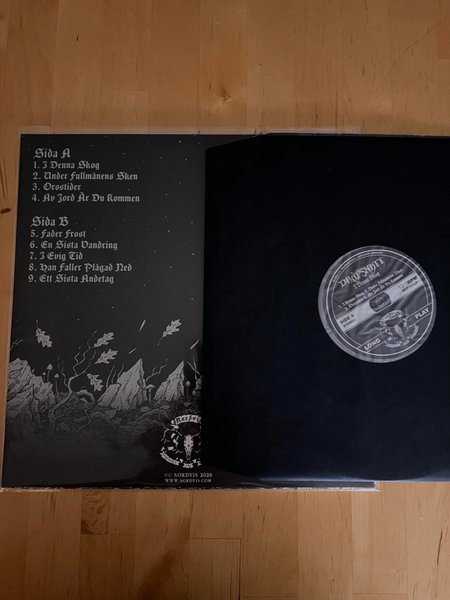 Sida A
1. I Denna Skog
2. Under Fullmånens Sken
3. Orostider
4. Av Jord Är Du Kommen
Sida B
5. Fader Frost
6. En Sista Vandring
7. I Evig Tid
8. Han Faller Plågad Ned
9. Ett Sista Andetag
NORDVIS 2020
WWW.NORDVIS.COM
SIDE A
LONG PLAY